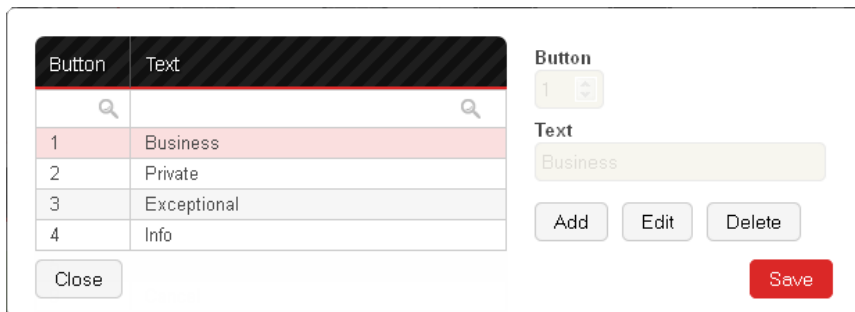 Button Text
1 Business
2 Private
3 Exceptional
4 Info
Close
Button
1
Text
Business
Add Edit Delete
Save